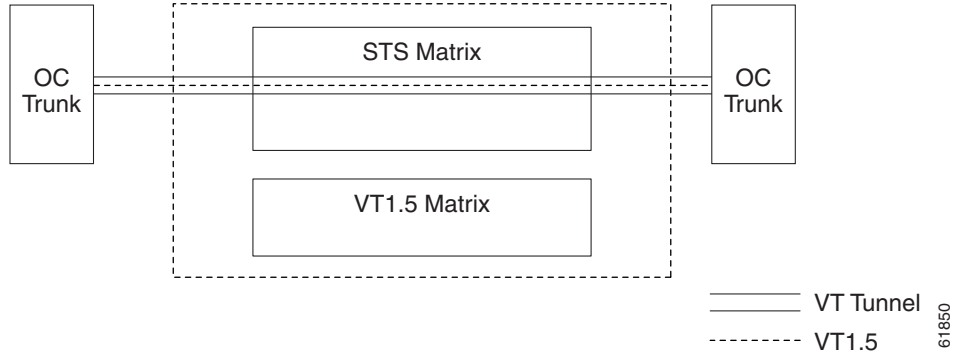 STS Matrix
OC
Trunk
OC
Trunk
VT1.5 Matrix
VT Tunnel
VT1.5
61850